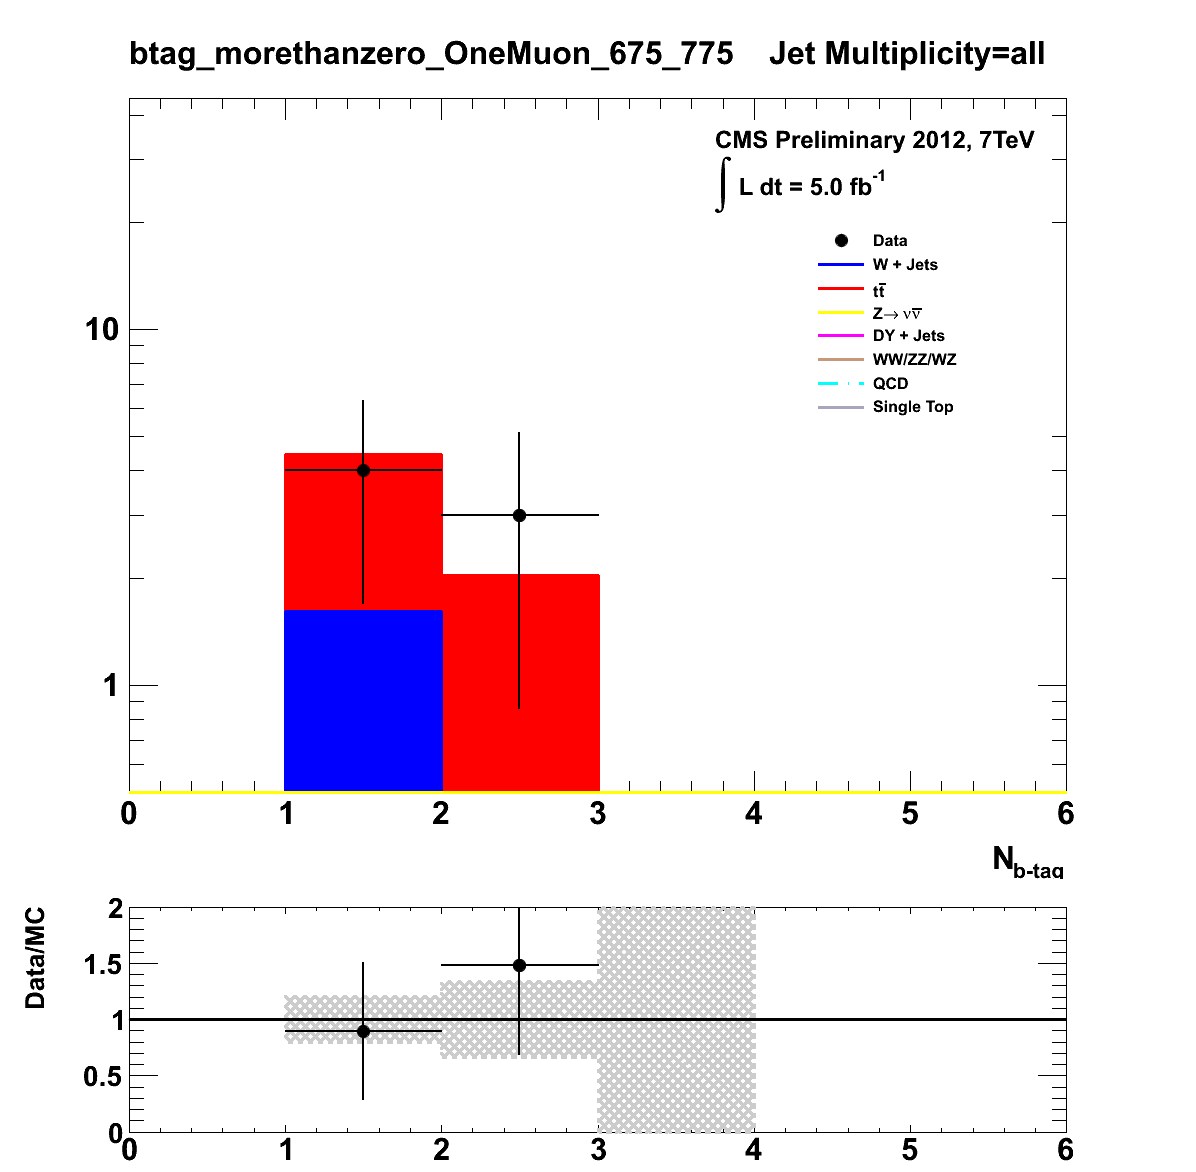 btag_morethanzero_OneMuon_675_775 Jet Multiplicity=all
CMS Preliminary 2012, 7TeV
∫ L dt = 5.0 fb⁻¹
Data
W + Jets
tt̅
Z→ νν̅
DY + Jets
WW/ZZ/WZ
QCD
Single Top
10
1
0 1 2 3 4 5 6
N_b-tag
Data/MC
2
1.5
1
0.5
0
0 1 2 3 4 5 6